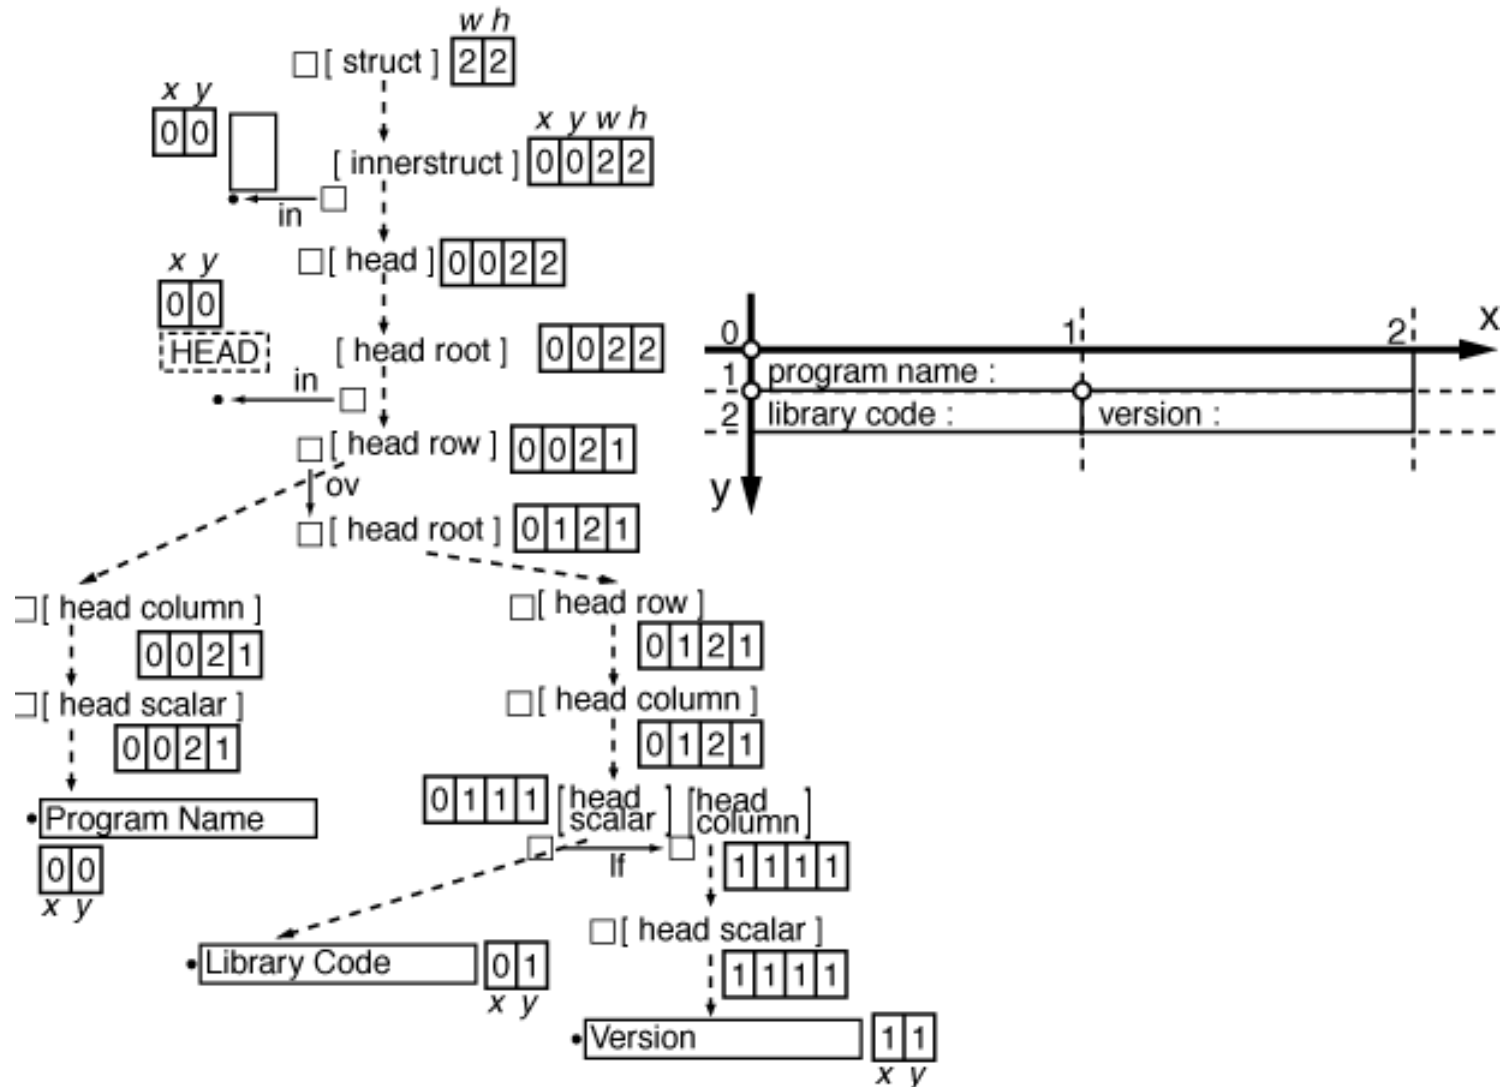 w h
[ struct ] 2 2
x y
0 0
x y w h
[ innerstruct ] 0 0 2 2
in
[ head ] 0 0 2 2
x y
0 0
HEAD
[ head root ] 0 0 2 2
in
[ head row ] 0 0 2 1
ov
[ head root ] 0 1 2 1
[ head column ]
0 0 2 1
[ head scalar ]
0 0 2 1
Program Name
0 0
x y
[ head row ]
0 1 2 1
[ head column ]
0 1 2 1
0 1 1 1
[ head
scalar ]
[ head
column ]
lf
1 1 1 1
Library Code
0 1
x y
[ head scalar ]
1 1 1 1
Version
1 1
x y
0 1 2 x
1 program name :
2 library code : version :
y